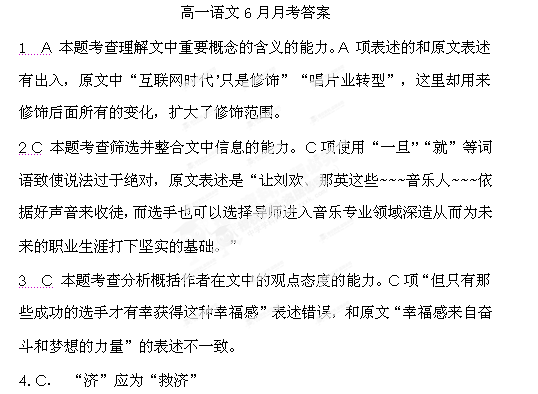 高一语文6月月考答案
1 A 本题考查理解文中重要概念的含义的能力。A 项表述的和原文表述
有出入，原文中“互联网时代’只是修饰”“唱片业转型”，这里却用来
修饰后面所有的变化，扩大了修饰范围。
2 C 本题考查筛选并整合文中信息的能力。C 项使用“一旦”“就”等词
语致使说法过于绝对，原文表述是“让刘欢、那英这些~~~音乐人~~~依
据好声音来收徒，而选手也可以选择导师进入音乐专业领域深造从而为未
来的职业生涯打下坚实的基础。”
3 C 本题考查分析概括作者在文中的观点态度的能力。C 项“但只有那
些成功的选手才有幸获得这种幸福感”表述错误，和原文“幸福感来自奋
斗和梦想的力量”的表述不一致。
4. C. “济”应为“救济”